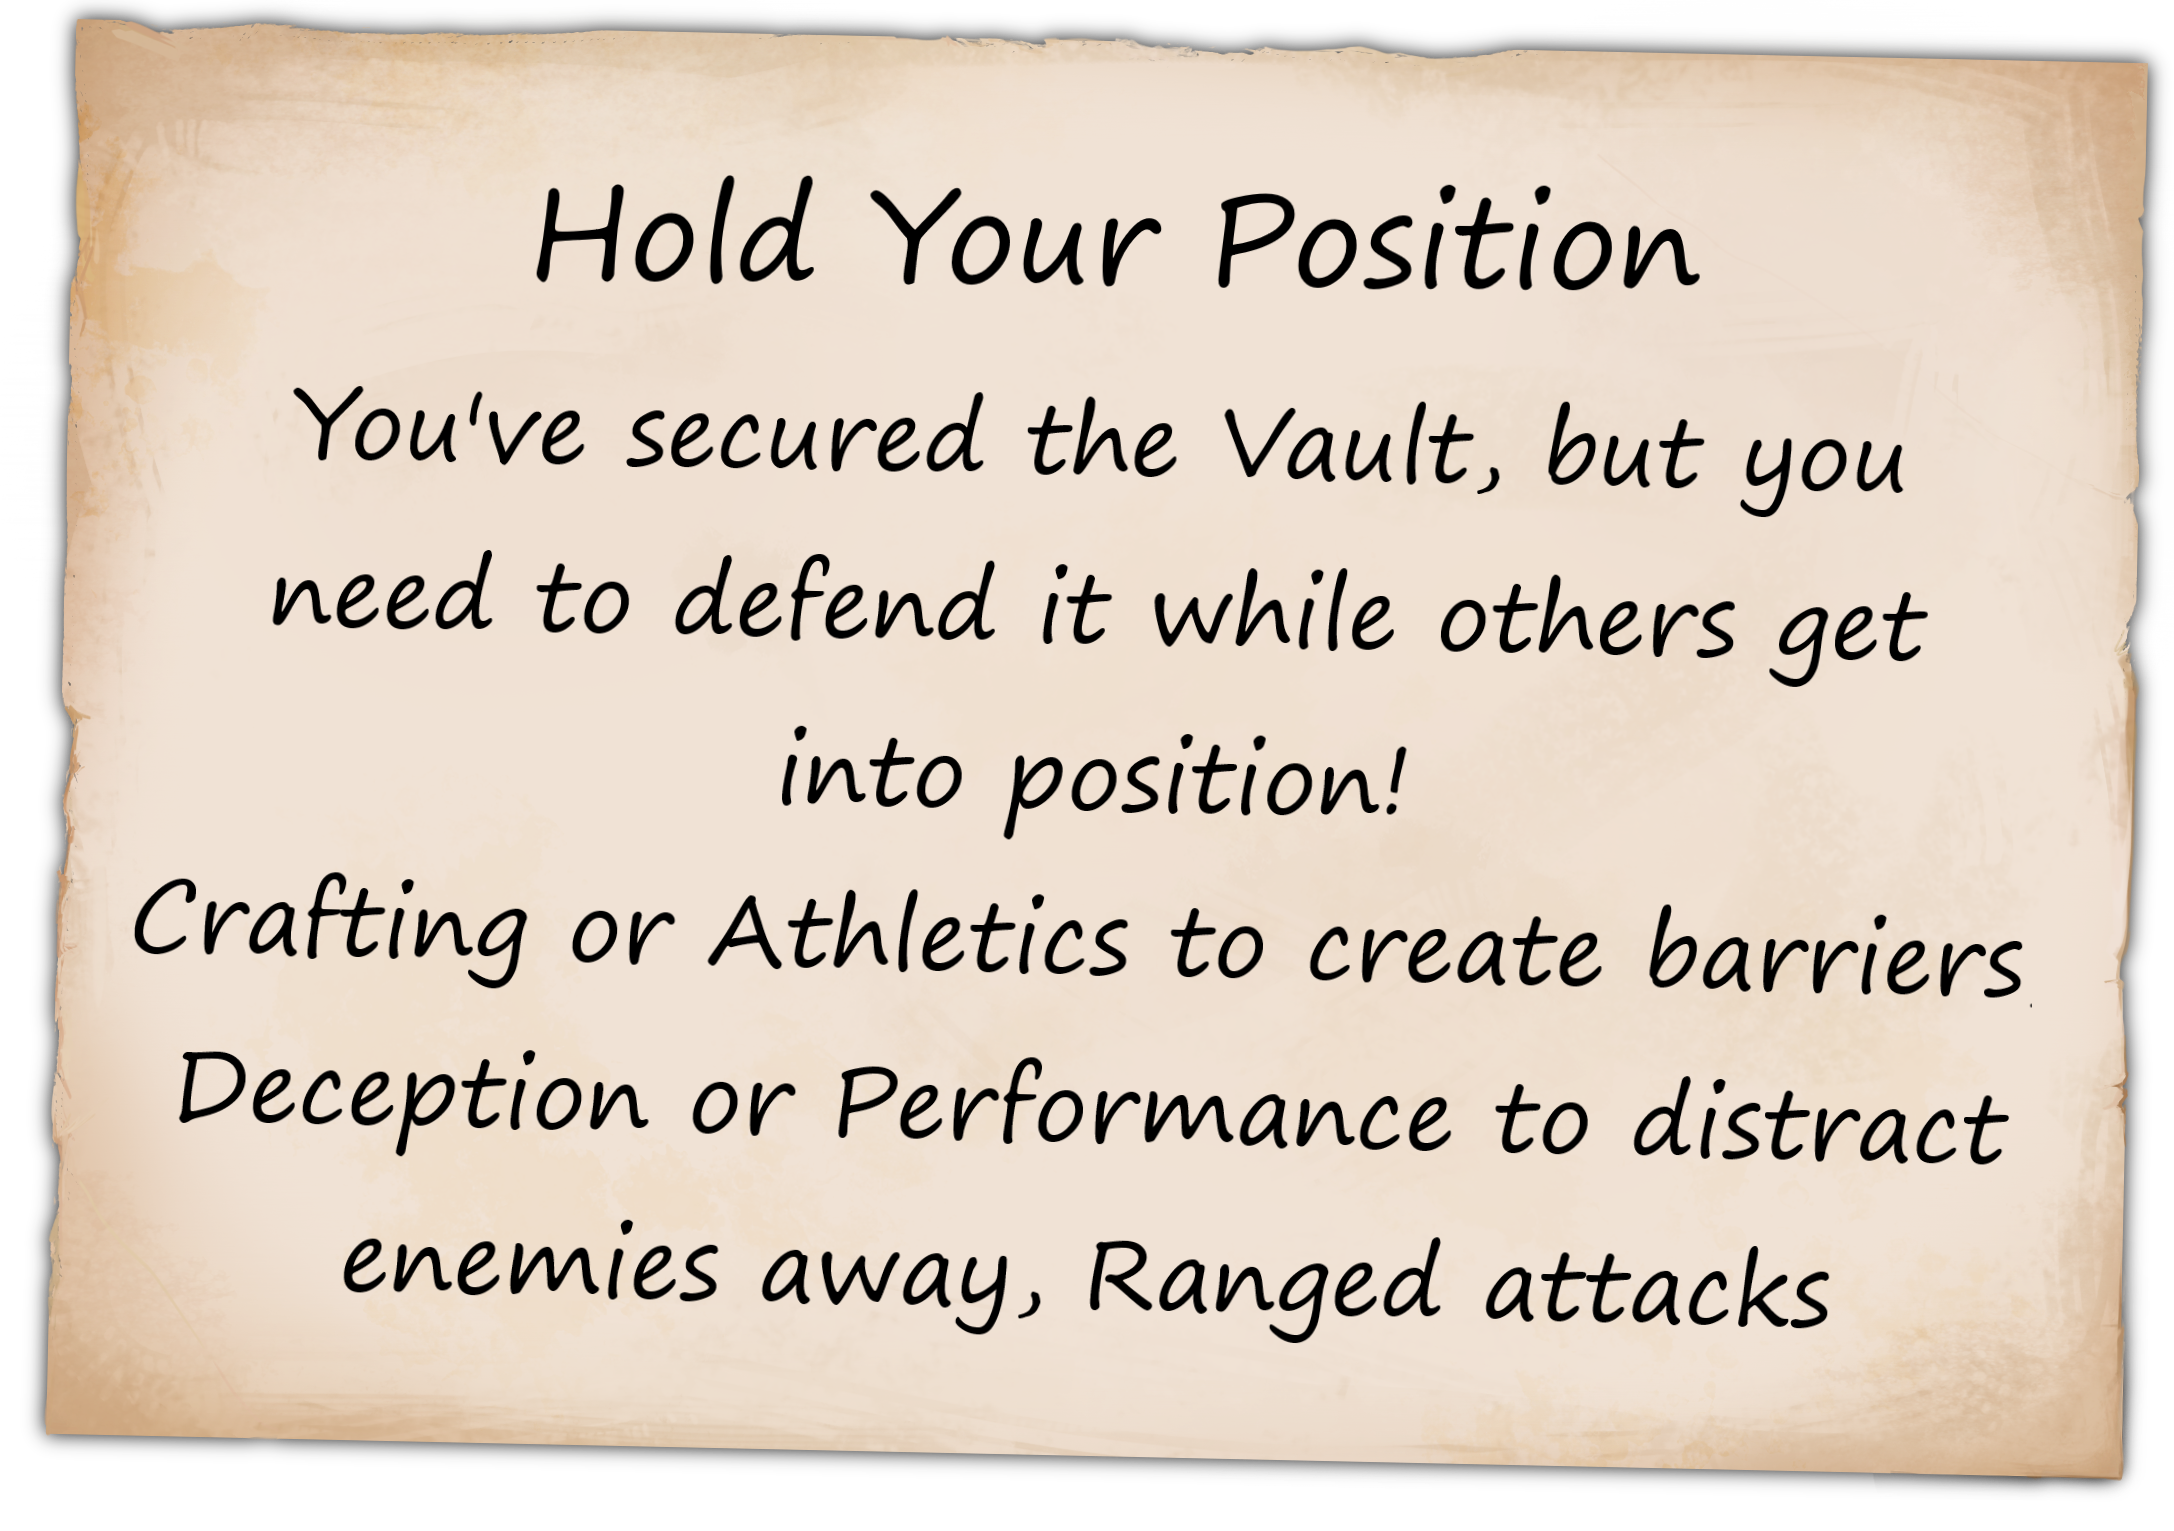 Hold Your Position
You've secured the Vault, but you
need to defend it while others get
into position!
Crafting or Athletics to create barriers
Deception or Performance to distract
enemies away, Ranged attacks